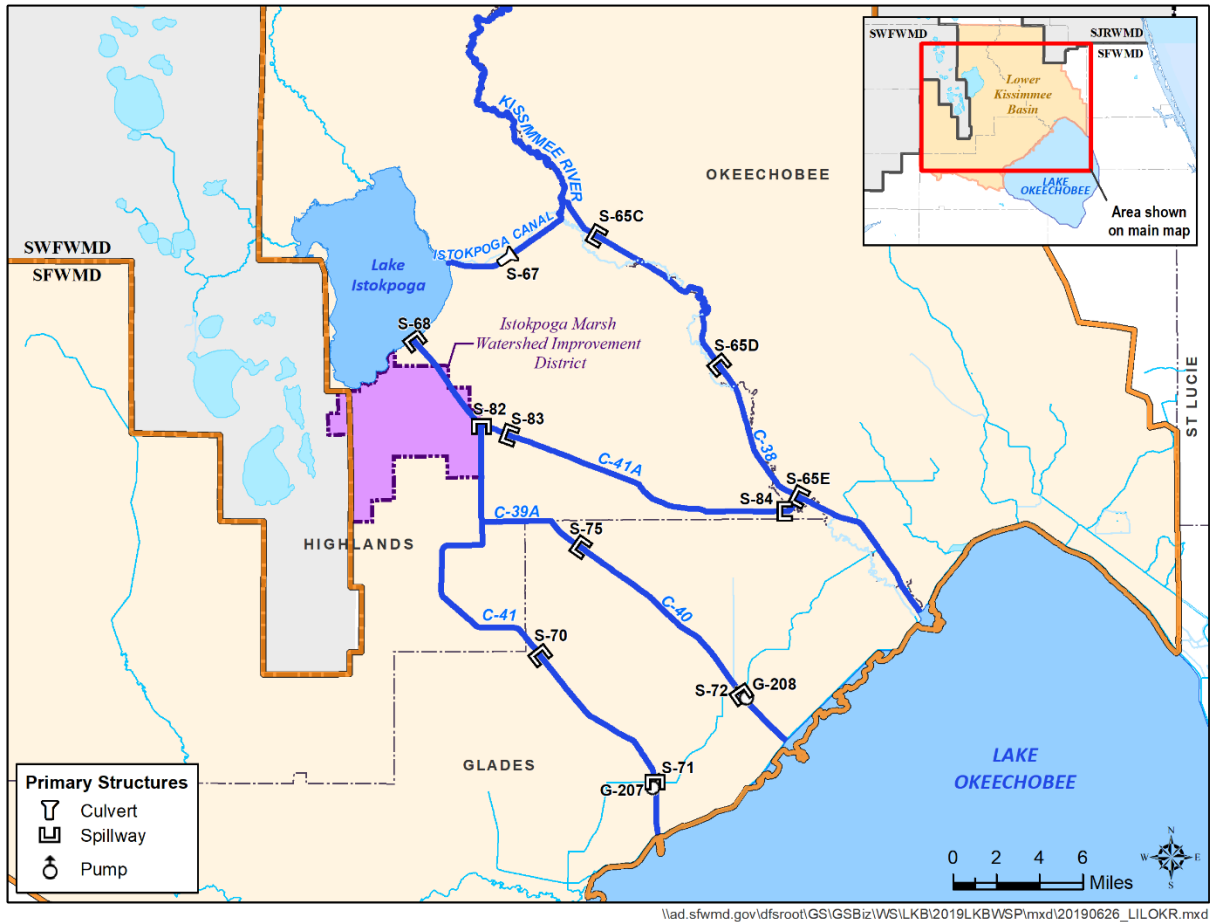 SWFWMD
SJRWMD
SFWMD
Lower
Kissimmee
Basin
LAKE
OKEECHOBEE
Area shown
on main map
KISSIMMEE RIVER
OKEECHOBEE
S-65C
ISTOKPOGA CANAL
S-67
SWFWMD
SFWMD
Lake
Istokpoga
S-68
Istokpoga Marsh
Watershed Improvement
District
S-65D
ST LUCIE
S-82
S-83
C-38
C-41A
S-65E
S-84
C-39A
S-75
HIGHLANDS
C-41
C-40
S-70
S-72
G-208
LAKE
OKEECHOBEE
GLADES
S-71
G-207
Primary Structures
Culvert
Spillway
Pump
N
W
E
S
0 2 4 6
Miles
\\ad.sfwmd.gov\dfsroot\GS\GSBiz\WS\LKB\2019LKBWSP\mxd\20190626_LILOKR.mxd